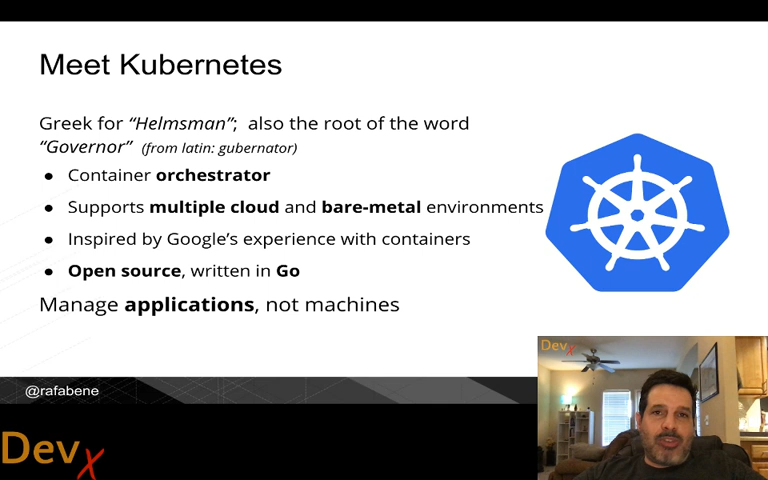 Meet Kubernetes
Greek for “Helmsman”;  also the root of the word
“Governor”  (from latin: gubernator)
● Container orchestrator
● Supports multiple cloud and bare-metal environments
● Inspired by Google’s experience with containers
● Open source, written in Go
Manage applications, not machines
DevX
@rafabene
DevX